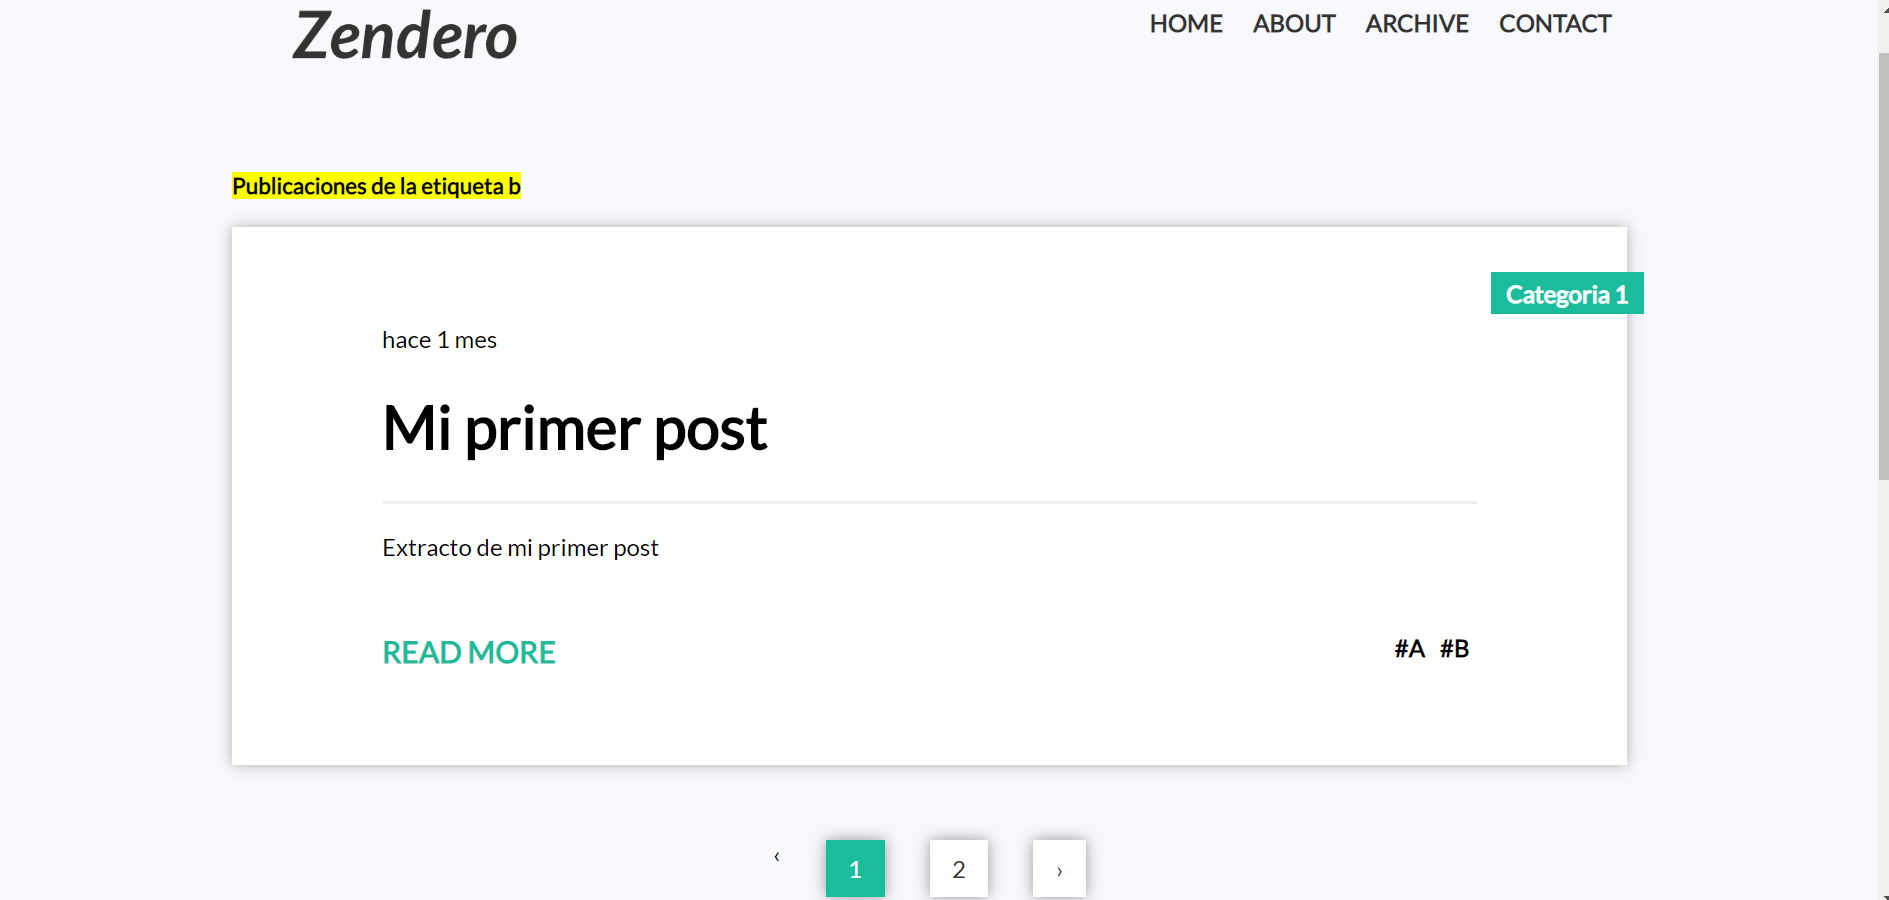 Zendero
HOME ABOUT ARCHIVE CONTACT
Publicaciones de la etiqueta b
Categoria 1
hace 1 mes
Mi primer post
Extracto de mi primer post
READ MORE
#A #B
‹ 1 2 ›